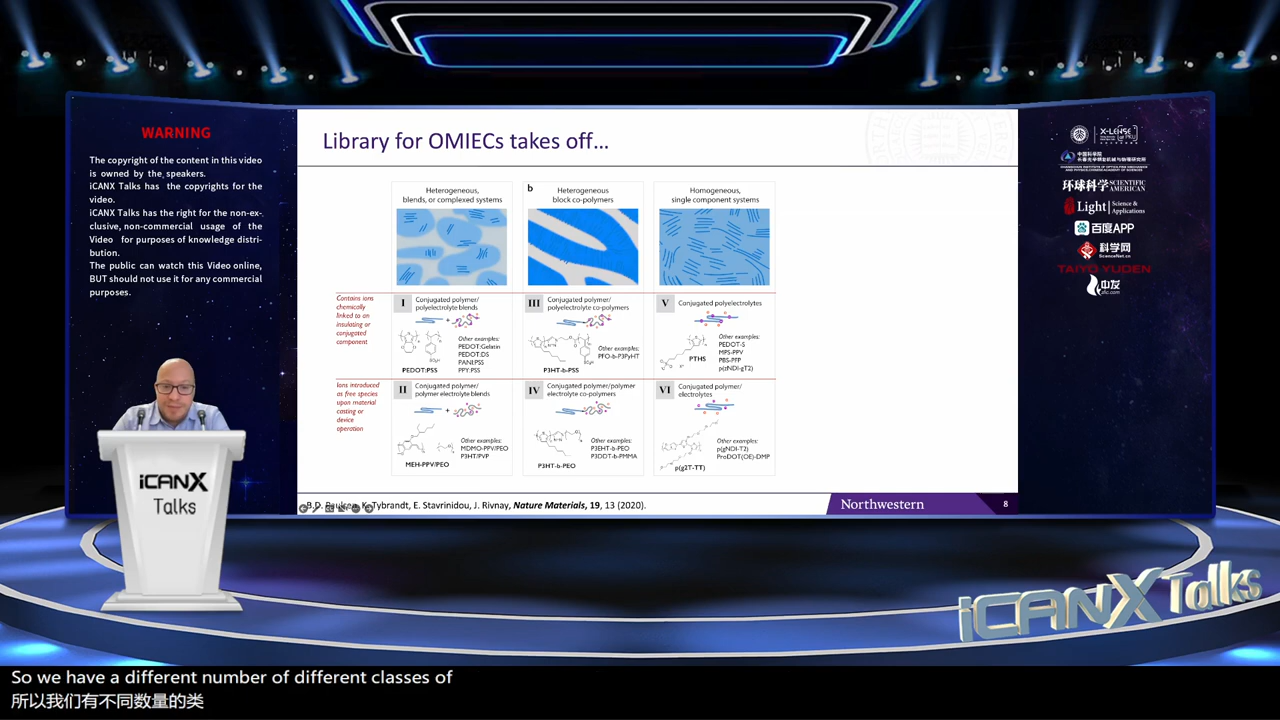 WARNING
The copyright of the content in this video
is owned by the speakers.
iCANX Talks has the copyrights for the
video.
iCANX Talks has the right for the non-ex-
clusive, non-commercial usage of the
Video for purposes of knowledge distri-
bution.
The public can watch this Video online,
BUT should not use it for any commercial
purposes.
iCANX
Talks
Library for OMIECs takes off...
Heterogeneous,
blends, or complexed systems
b
Heterogeneous
block co-polymers
Homogeneous,
single component systems
Contains ions
chemically
linked to an
insulating or
conjugated
component
I
Conjugated polymer/
polyelectrolyte blends
Other examples:
PEDOT:Gelatin
PEDOT:DS
PANI:PSS
PPY:PSS
PEDOT:PSS
III
Conjugated polymer/
polyelectrolyte co-polymers
Other examples:
PFO-b-P3PyHT
P3HT-b-PSS
V
Conjugated polyelectrolytes
Other examples:
PEDOT-S
MPS-PPV
PBS-PFP
p(zNDI-gT2)
PTHS
Ions introduced
as free species
upon material
casting or
device
operation
II
Conjugated polymer/
polymer electrolyte blends
Other examples:
MDMO-PPV/PEO
P3HT/PVP
MEH-PPV/PEO
IV
Conjugated polymer/polymer
electrolyte co-polymers
Other examples:
P3EHT-b-PEO
P3DDT-b-PMMA
P3HT-b-PEO
VI
Conjugated polymer/
electrolytes
Other examples:
p(gNDI-T2)
ProDOT(OE)-DMP
p(g2T-TT)
B.D. Paulsen, K. Tybrandt, E. Stavrinidou, J. Rivnay, Nature Materials, 19, 13 (2020).
Northwestern
8
X-LENSE
环球科学 SCIENTIFIC AMERICAN
Light Science & Applications
百度APP
科学网
ScienceNet.cn
TAIYO YUDEN
中友
iCANX Talks
So we have a different number of different classes of
所以我们有不同数量的类